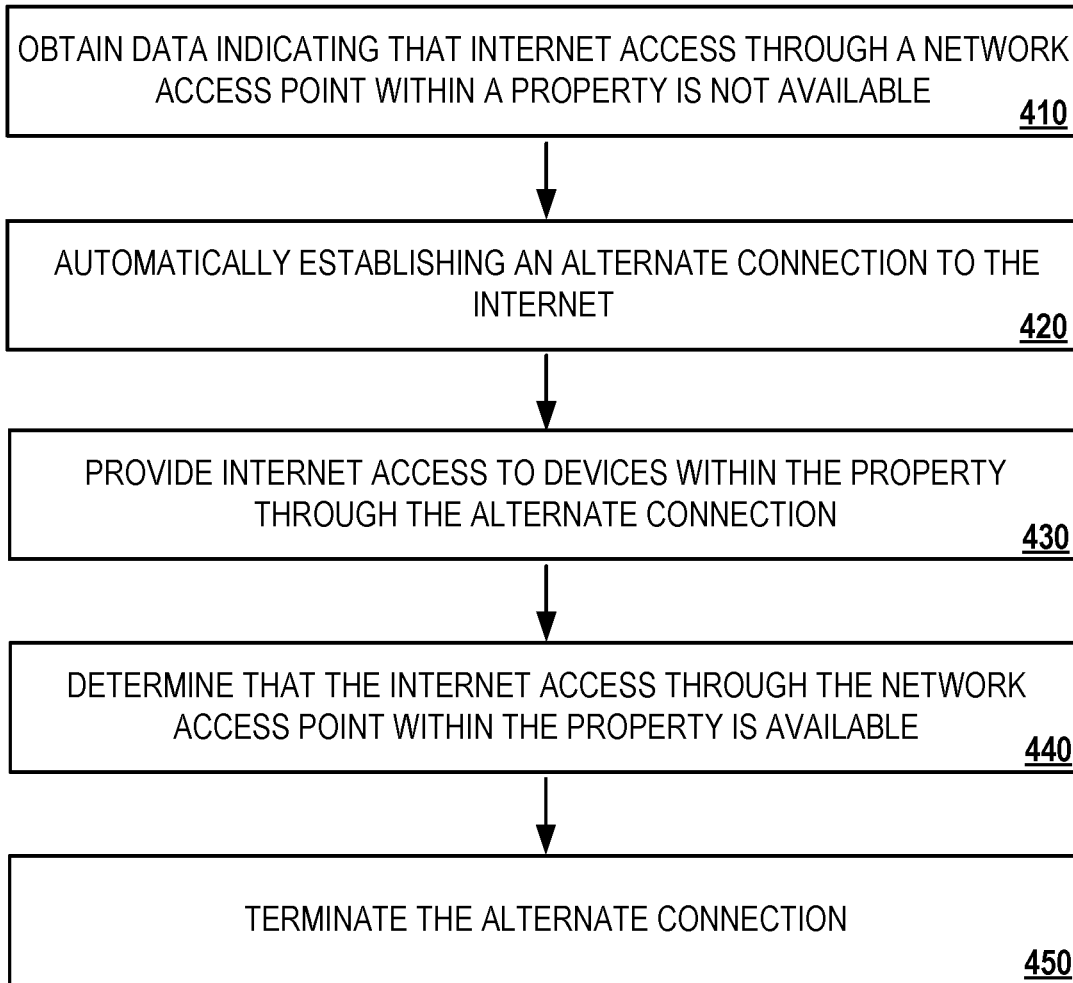 OBTAIN DATA INDICATING THAT INTERNET ACCESS THROUGH A NETWORK
ACCESS POINT WITHIN A PROPERTY IS NOT AVAILABLE
410
AUTOMATICALLY ESTABLISHING AN ALTERNATE CONNECTION TO THE
INTERNET
420
PROVIDE INTERNET ACCESS TO DEVICES WITHIN THE PROPERTY
THROUGH THE ALTERNATE CONNECTION
430
DETERMINE THAT THE INTERNET ACCESS THROUGH THE NETWORK
ACCESS POINT WITHIN THE PROPERTY IS AVAILABLE
440
TERMINATE THE ALTERNATE CONNECTION
450